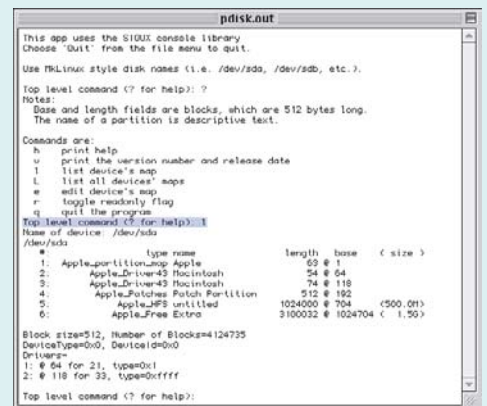 pdisk.out
This app uses the SIOUX console library
Choose 'Quit' from the file menu to quit.
Use MkLinux style disk names (i.e. /dev/sda, /dev/sdb, etc.).
Top level command (? for help): ?
Notes:
Base and length fields are blocks, which are 512 bytes long.
The name of a partition is descriptive text.
Commands are:
h print help
v print the version number and release date
l list device's map
L list all devices' maps
e edit device's map
r toggle readonly flag
q quit the program
Top level command (? for help): l
Name of device: /dev/sda
/dev/sda
#: type name length base ( size )
1: Apple_partition_map Apple 63 @ 1
2: Apple_Driver43 Macintosh 54 @ 64
3: Apple_Driver43 Macintosh 74 @ 118
4: Apple_Patches Patch Partition 512 @ 192
5: Apple_HFS untitled 1024000 @ 704 (500.0M)
6: Apple_Free Extra 3100032 @ 1024704 ( 1.5G)
Block size=512, Number of Blocks=4124735
DeviceType=0x0, DeviceId=0x0
Drivers-
1: @ 64 for 21, type=0x1
2: @ 118 for 33, type=0xffff
Top level command (? for help):